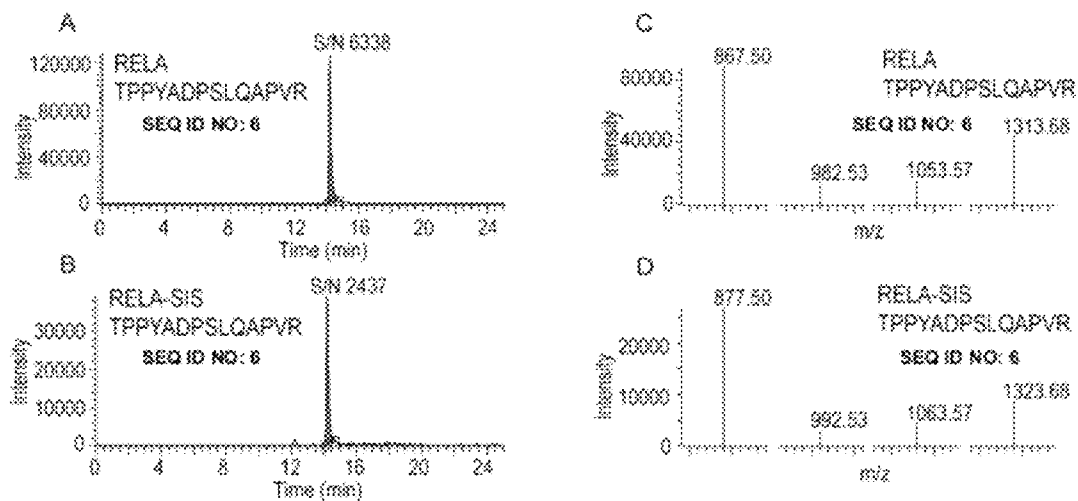 A
S/N 6338
120000
80000
40000
0
Intensity
RELA
TPPYADPSLQAPVR
SEQ ID NO: 6
0 4 8 12 16 20 24
Time (min)
B
S/N 2437
30000
20000
10000
0
Intensity
RELA-SIS
TPPYADPSLQAPVR
SEQ ID NO: 6
0 4 8 12 16 20 24
Time (min)
C
867.50
80000
40000
0
Intensity
RELA
TPPYADPSLQAPVR
SEQ ID NO: 6
1313.68
982.53
1053.57
m/z
D
877.50
20000
10000
0
Intensity
RELA-SIS
TPPYADPSLQAPVR
SEQ ID NO: 6
1323.68
992.53
1063.57
m/z